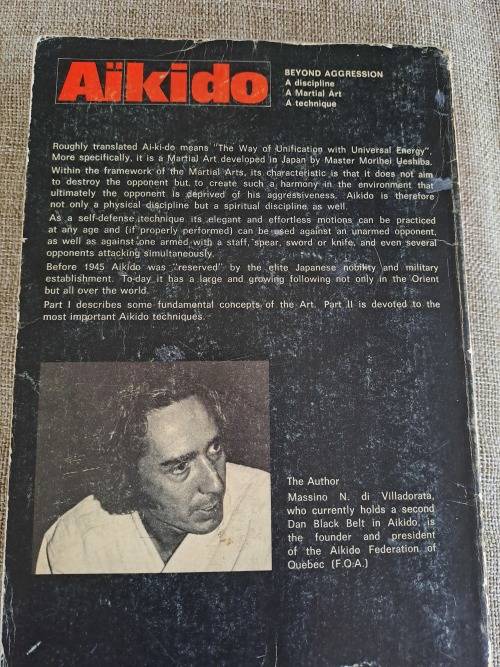 Aïkido
BEYOND AGGRESSION
A discipline
A Martial Art
A technique
Roughly translated Ai-ki-do means "The Way of Unification with Universal Energy".
More specifically, it is a Martial Art developed in Japan by Master Morihei Ueshiba.
Within the framework of the Martial Arts, its characteristic is that it does not aim
to destroy the opponent but to create such a harmony in the environment that
ultimately the opponent is deprived of his aggressiveness. Aikido is therefore
not only a physical discipline but a spiritual discipline as well.
As a self-defense technique its elegant and effortless motions can be practiced
at any age and (if properly performed) can be used against an unarmed opponent,
as well as against one armed with a staff, spear, sword or knife, and even several
opponents attacking simultaneously.
Before 1945 Aikido was "reserved" by the elite Japanese nobility and military
establishment. To-day it has a large and growing following not only in the Orient
but all over the world.
Part I describes some fundamental concepts of the Art. Part II is devoted to the
most important Aikido techniques.
The Author
Massino N. di Villadorata,
who currently holds a second
Dan Black Belt in Aikido, is
the founder and president
of the Aikido Federation of
Quebec (F.Q.A.)